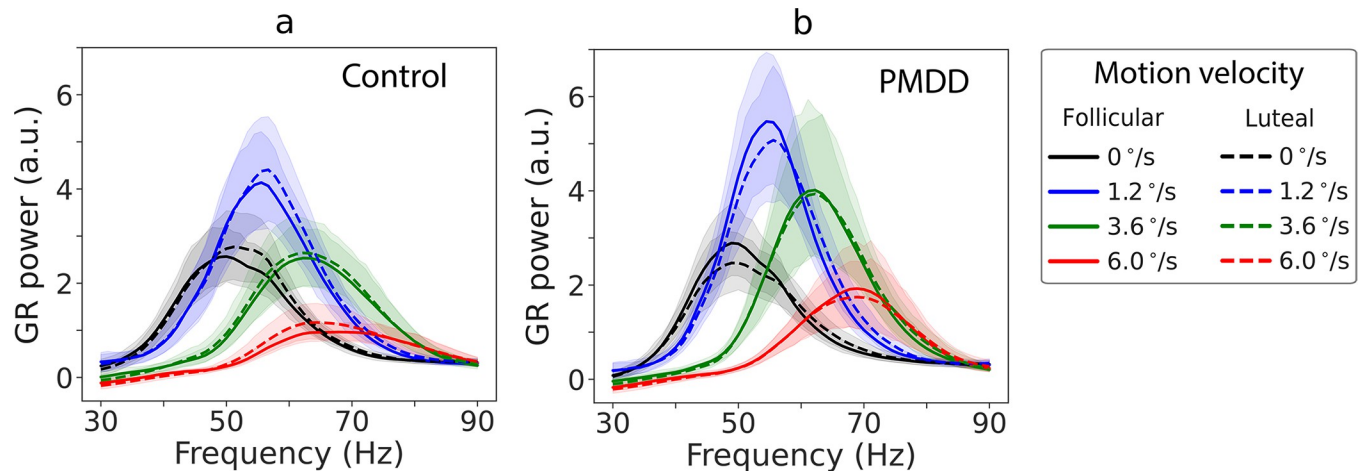 a
Control
GR power (a.u.)
6
4
2
0
30
50
70
90
Frequency (Hz)
b
PMDD
GR power (a.u.)
6
4
2
0
30
50
70
90
Frequency (Hz)
Motion velocity
Follicular Luteal
0 °/s 0 °/s
1.2 °/s 1.2 °/s
3.6 °/s 3.6 °/s
6.0 °/s 6.0 °/s